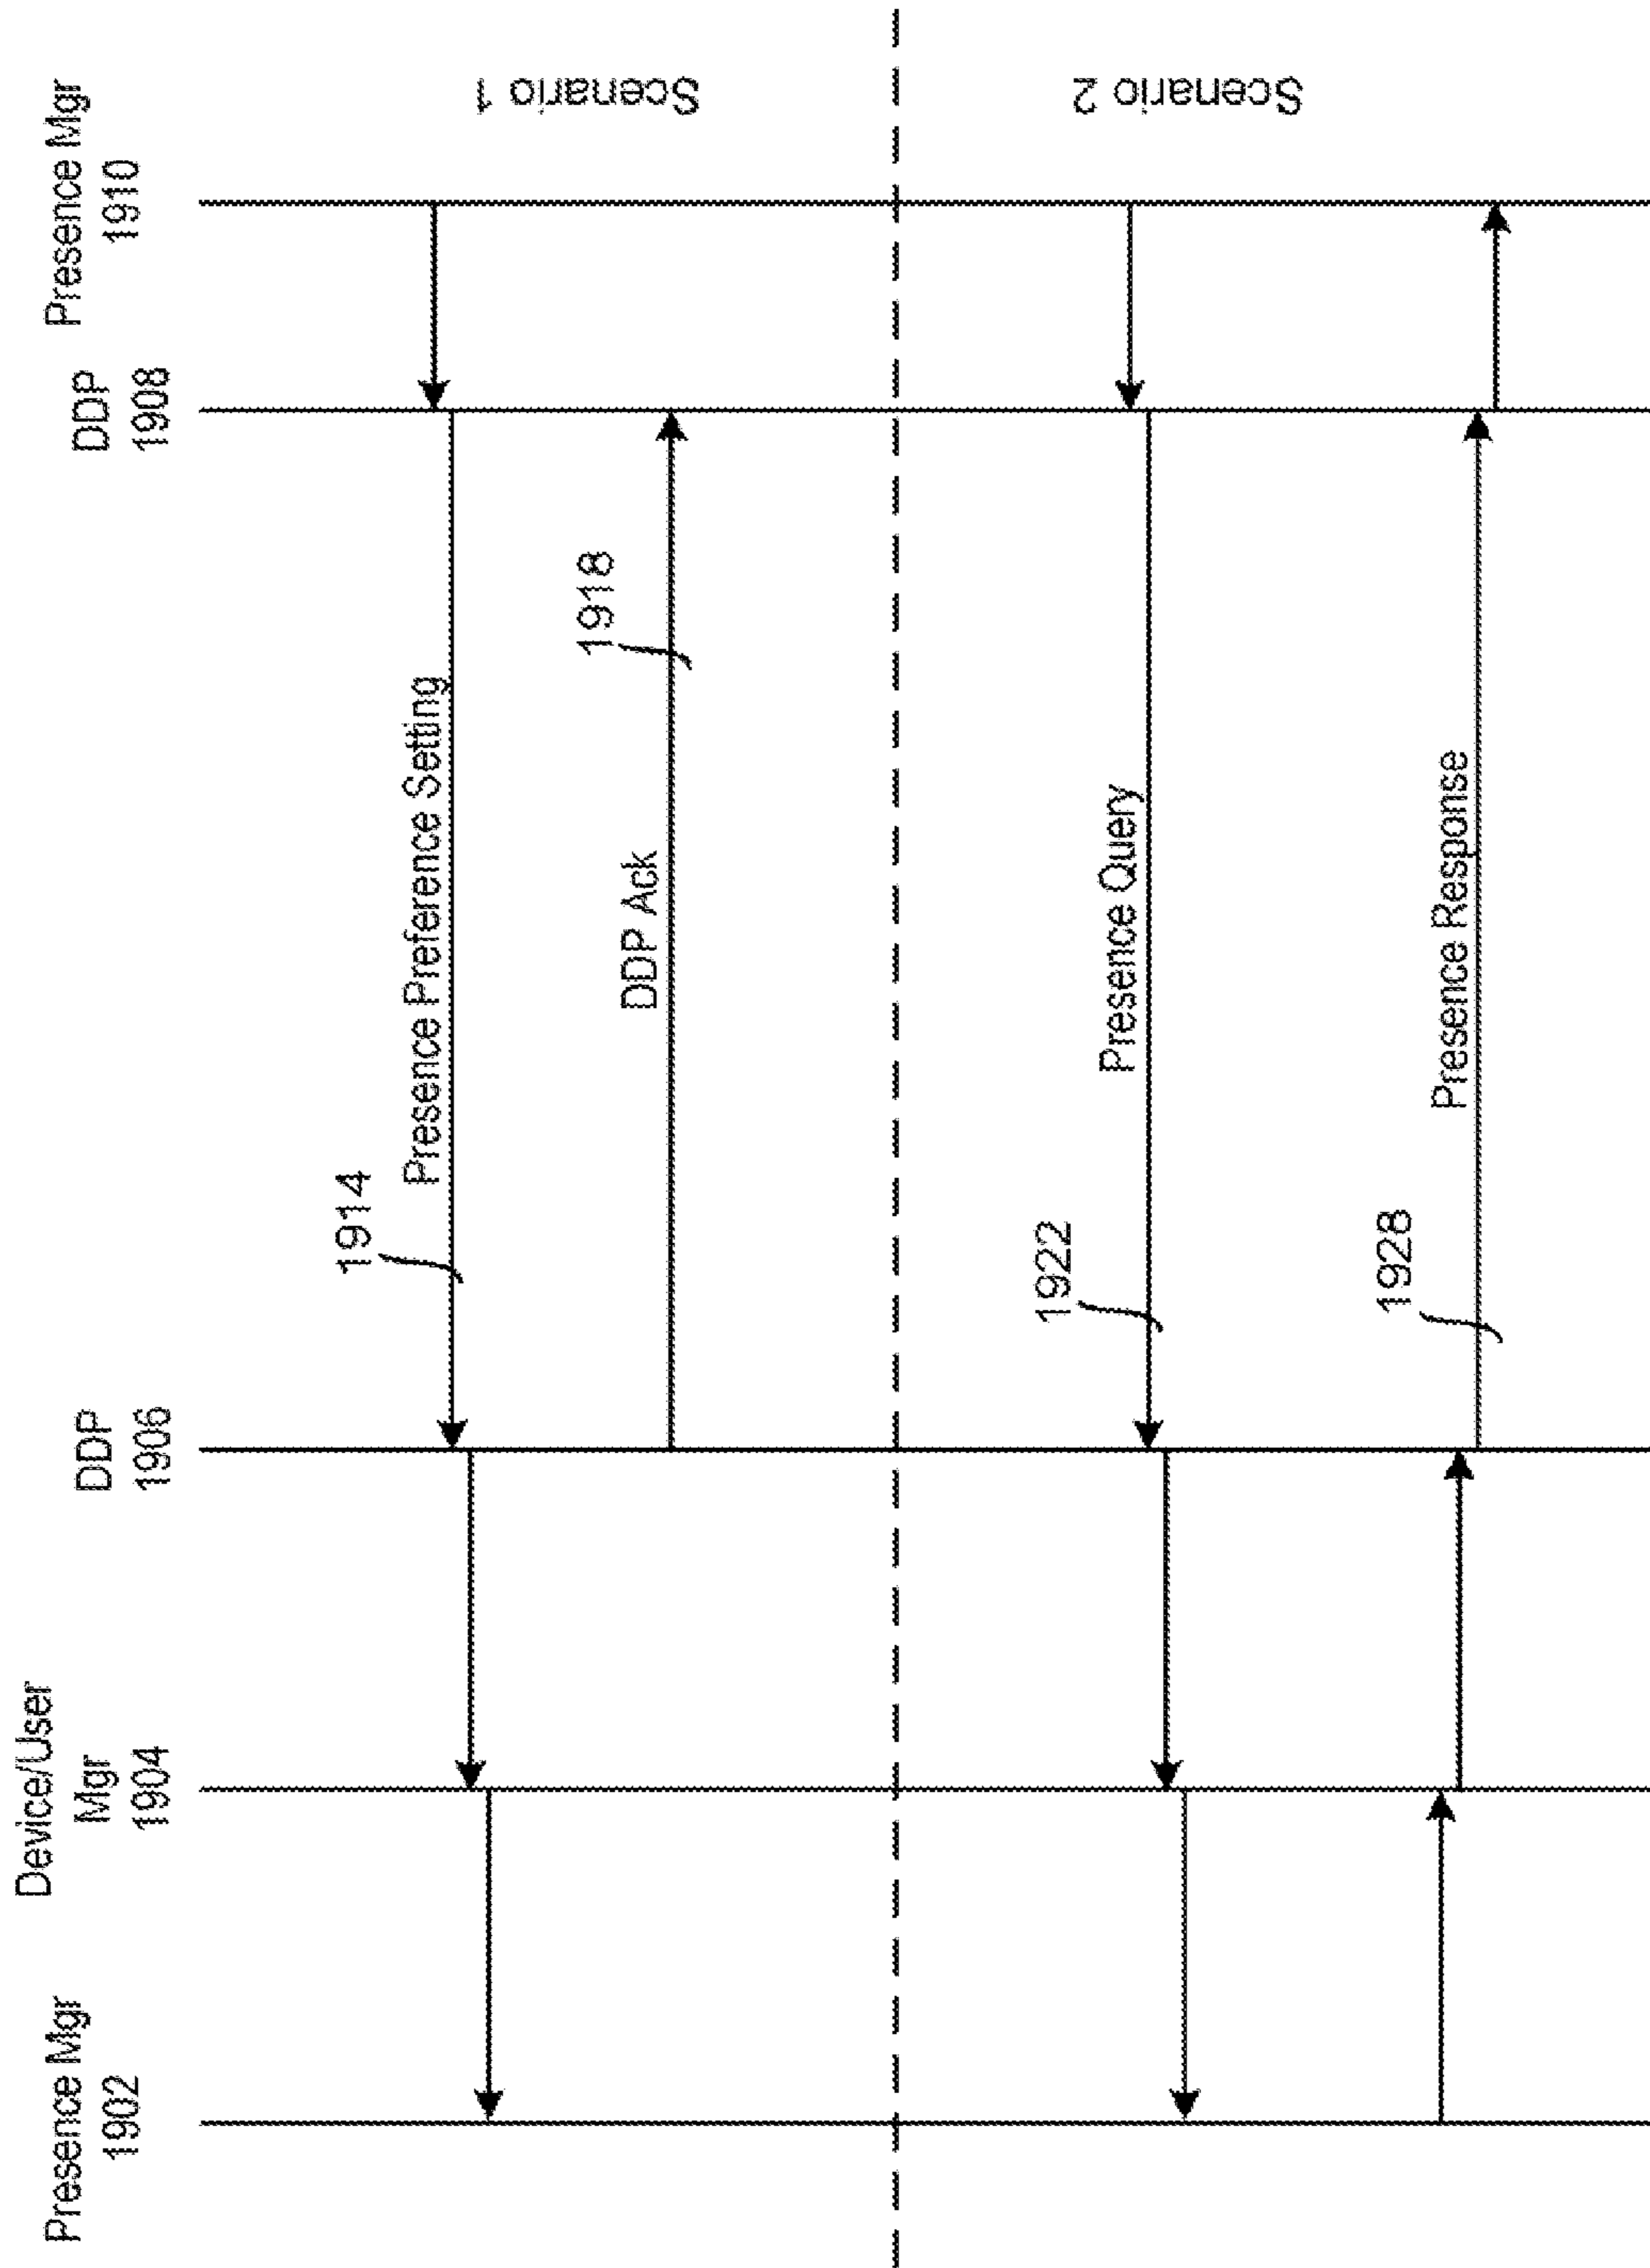 Presence Mgr
1902
Device/User
Mgr
1904
DDP
1906
DDP
1908
Presence Mgr
1910
1914
Presence Preference Setting
DDP Ack
1918
Scenario 1
1922
Presence Query
1928
Presence Response
Scenario 2